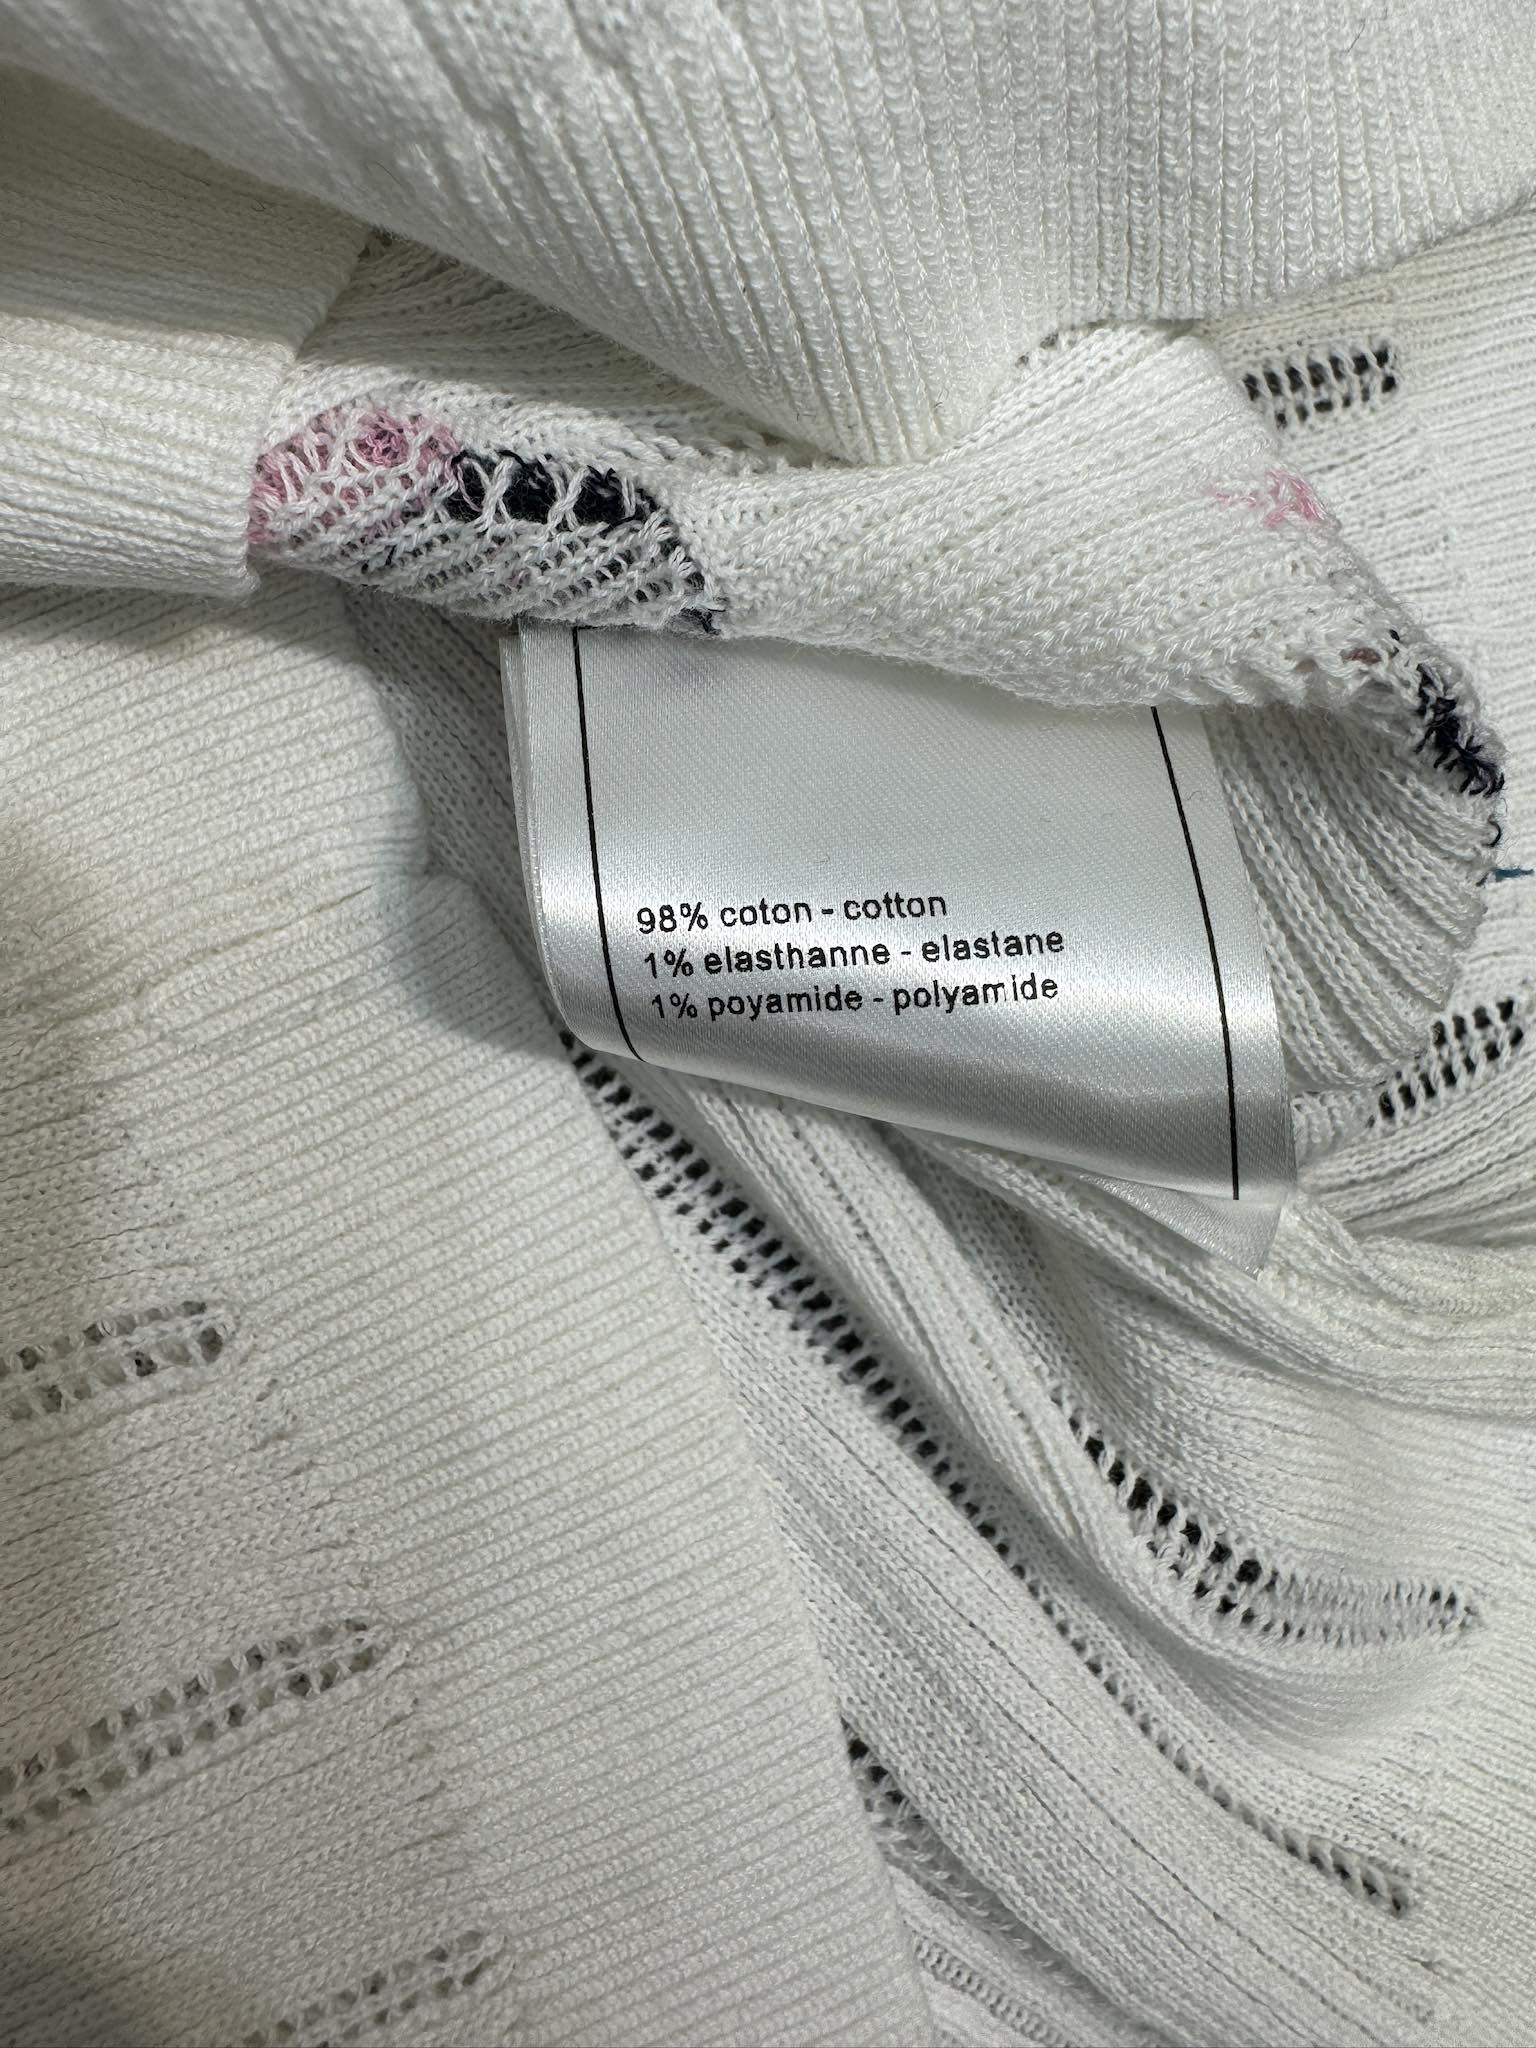 98% coton - cotton
1% elasthanne - elastane
1% poyamide - polyamide